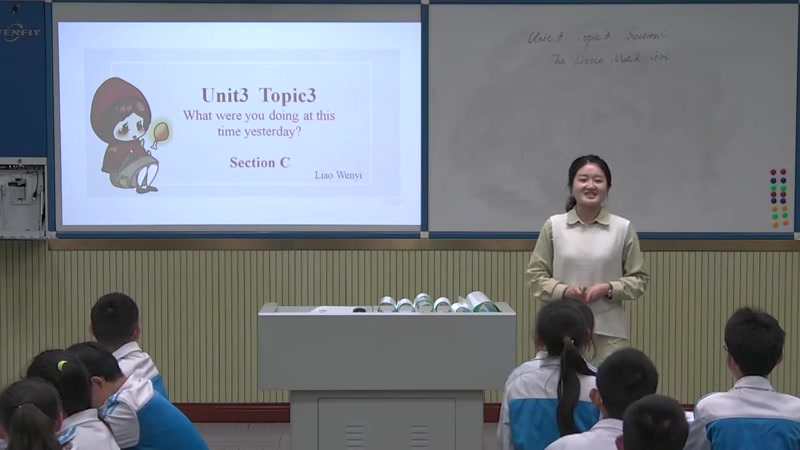 Unit3 Topic3
What were you doing at this
time yesterday?
Section C
Liao Wenyi
Unit 3 Topic 3 Section C
The Little Match Girl